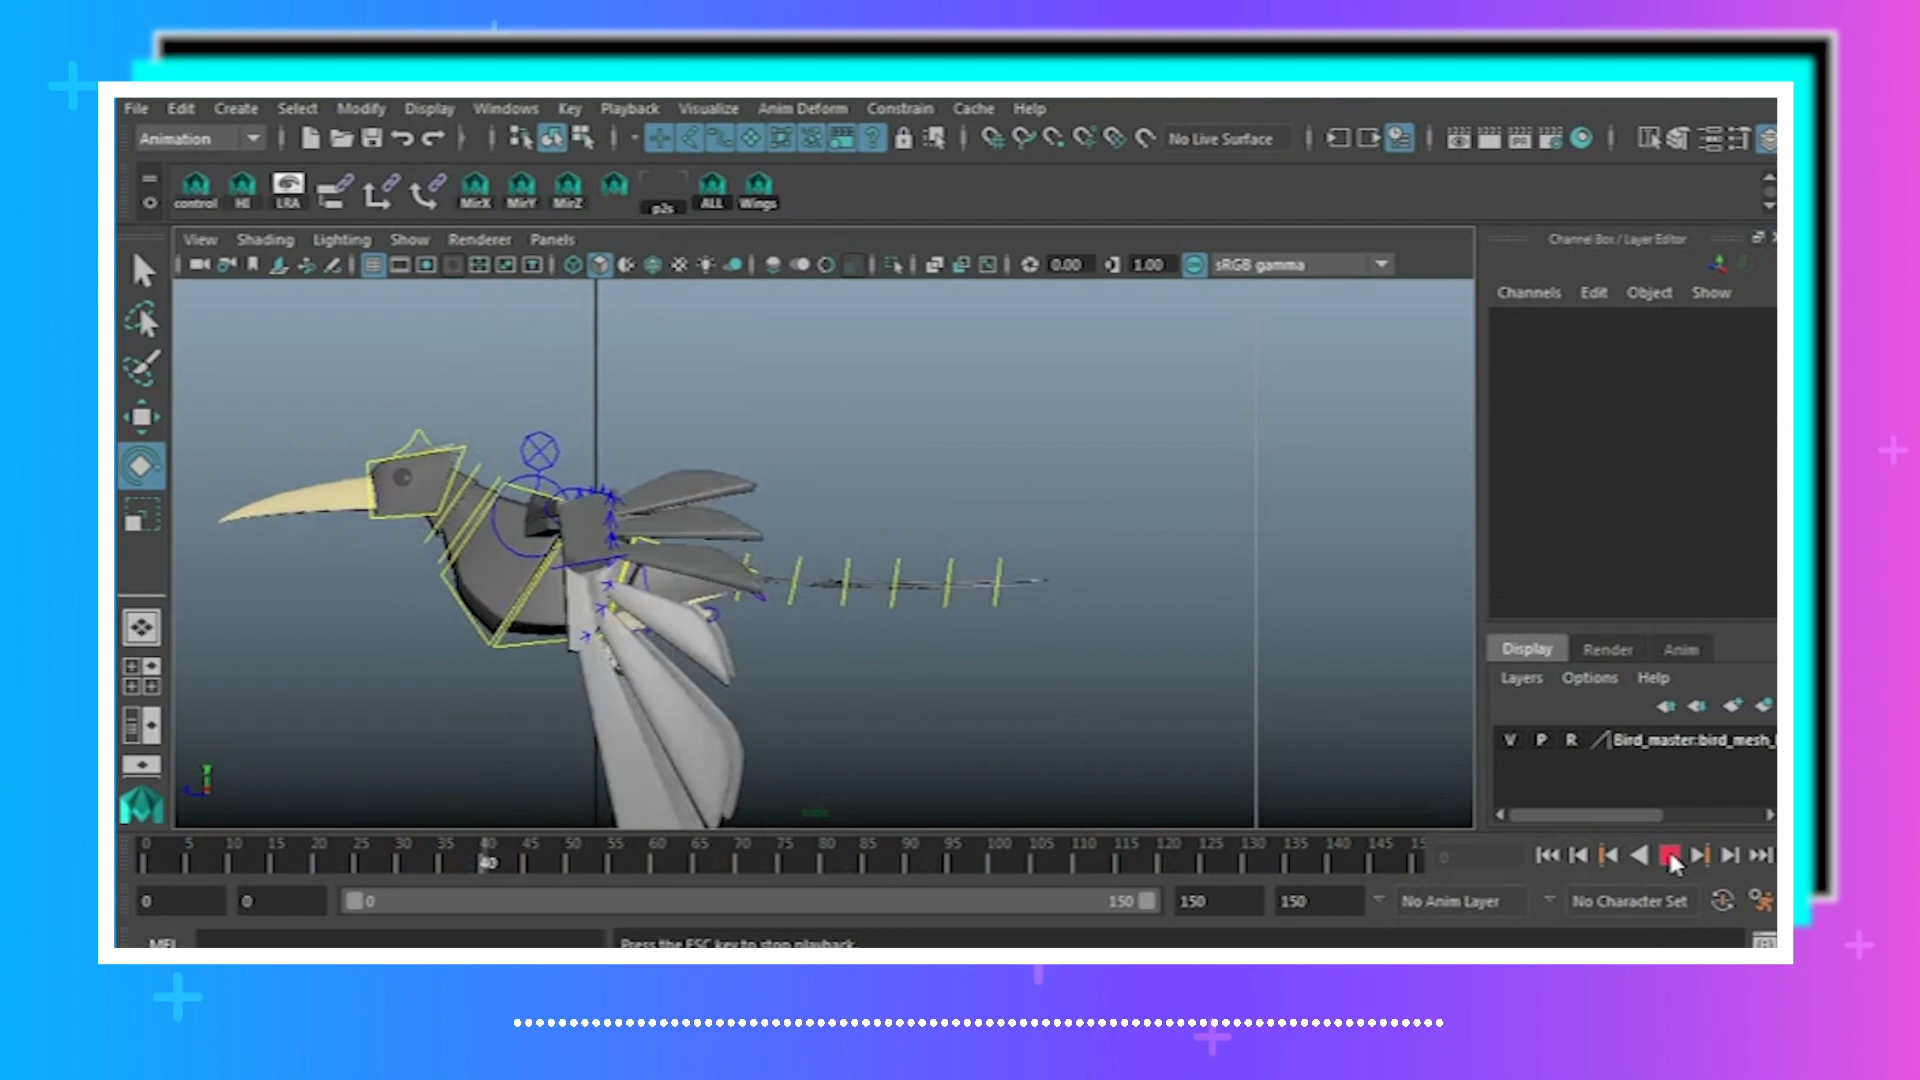 File Edit Create Select Modify Display Windows Key Playback Visualize Anim Deform Constrain Cache Help
Animation No Live Surface
control HI LRA MirX MirY MirZ p2s ALL Wings
View Shading Lighting Show Renderer Panels
Channel Box / Layer Editor
0.00 1.00 sRGB gamma
Channels Edit Object Show
Display Render Anim
Layers Options Help
V P R Bird_master:bird_mesh_
0 5 10 15 20 25 30 35 40 45 50 55 60 65 70 75 80 85 90 95 100 105 110 115 120 125 130 135 140 145 15
40 0
0 0 0 150 150 150 No Anim Layer No Character Set
MEL Press the ESC key to stop playback.